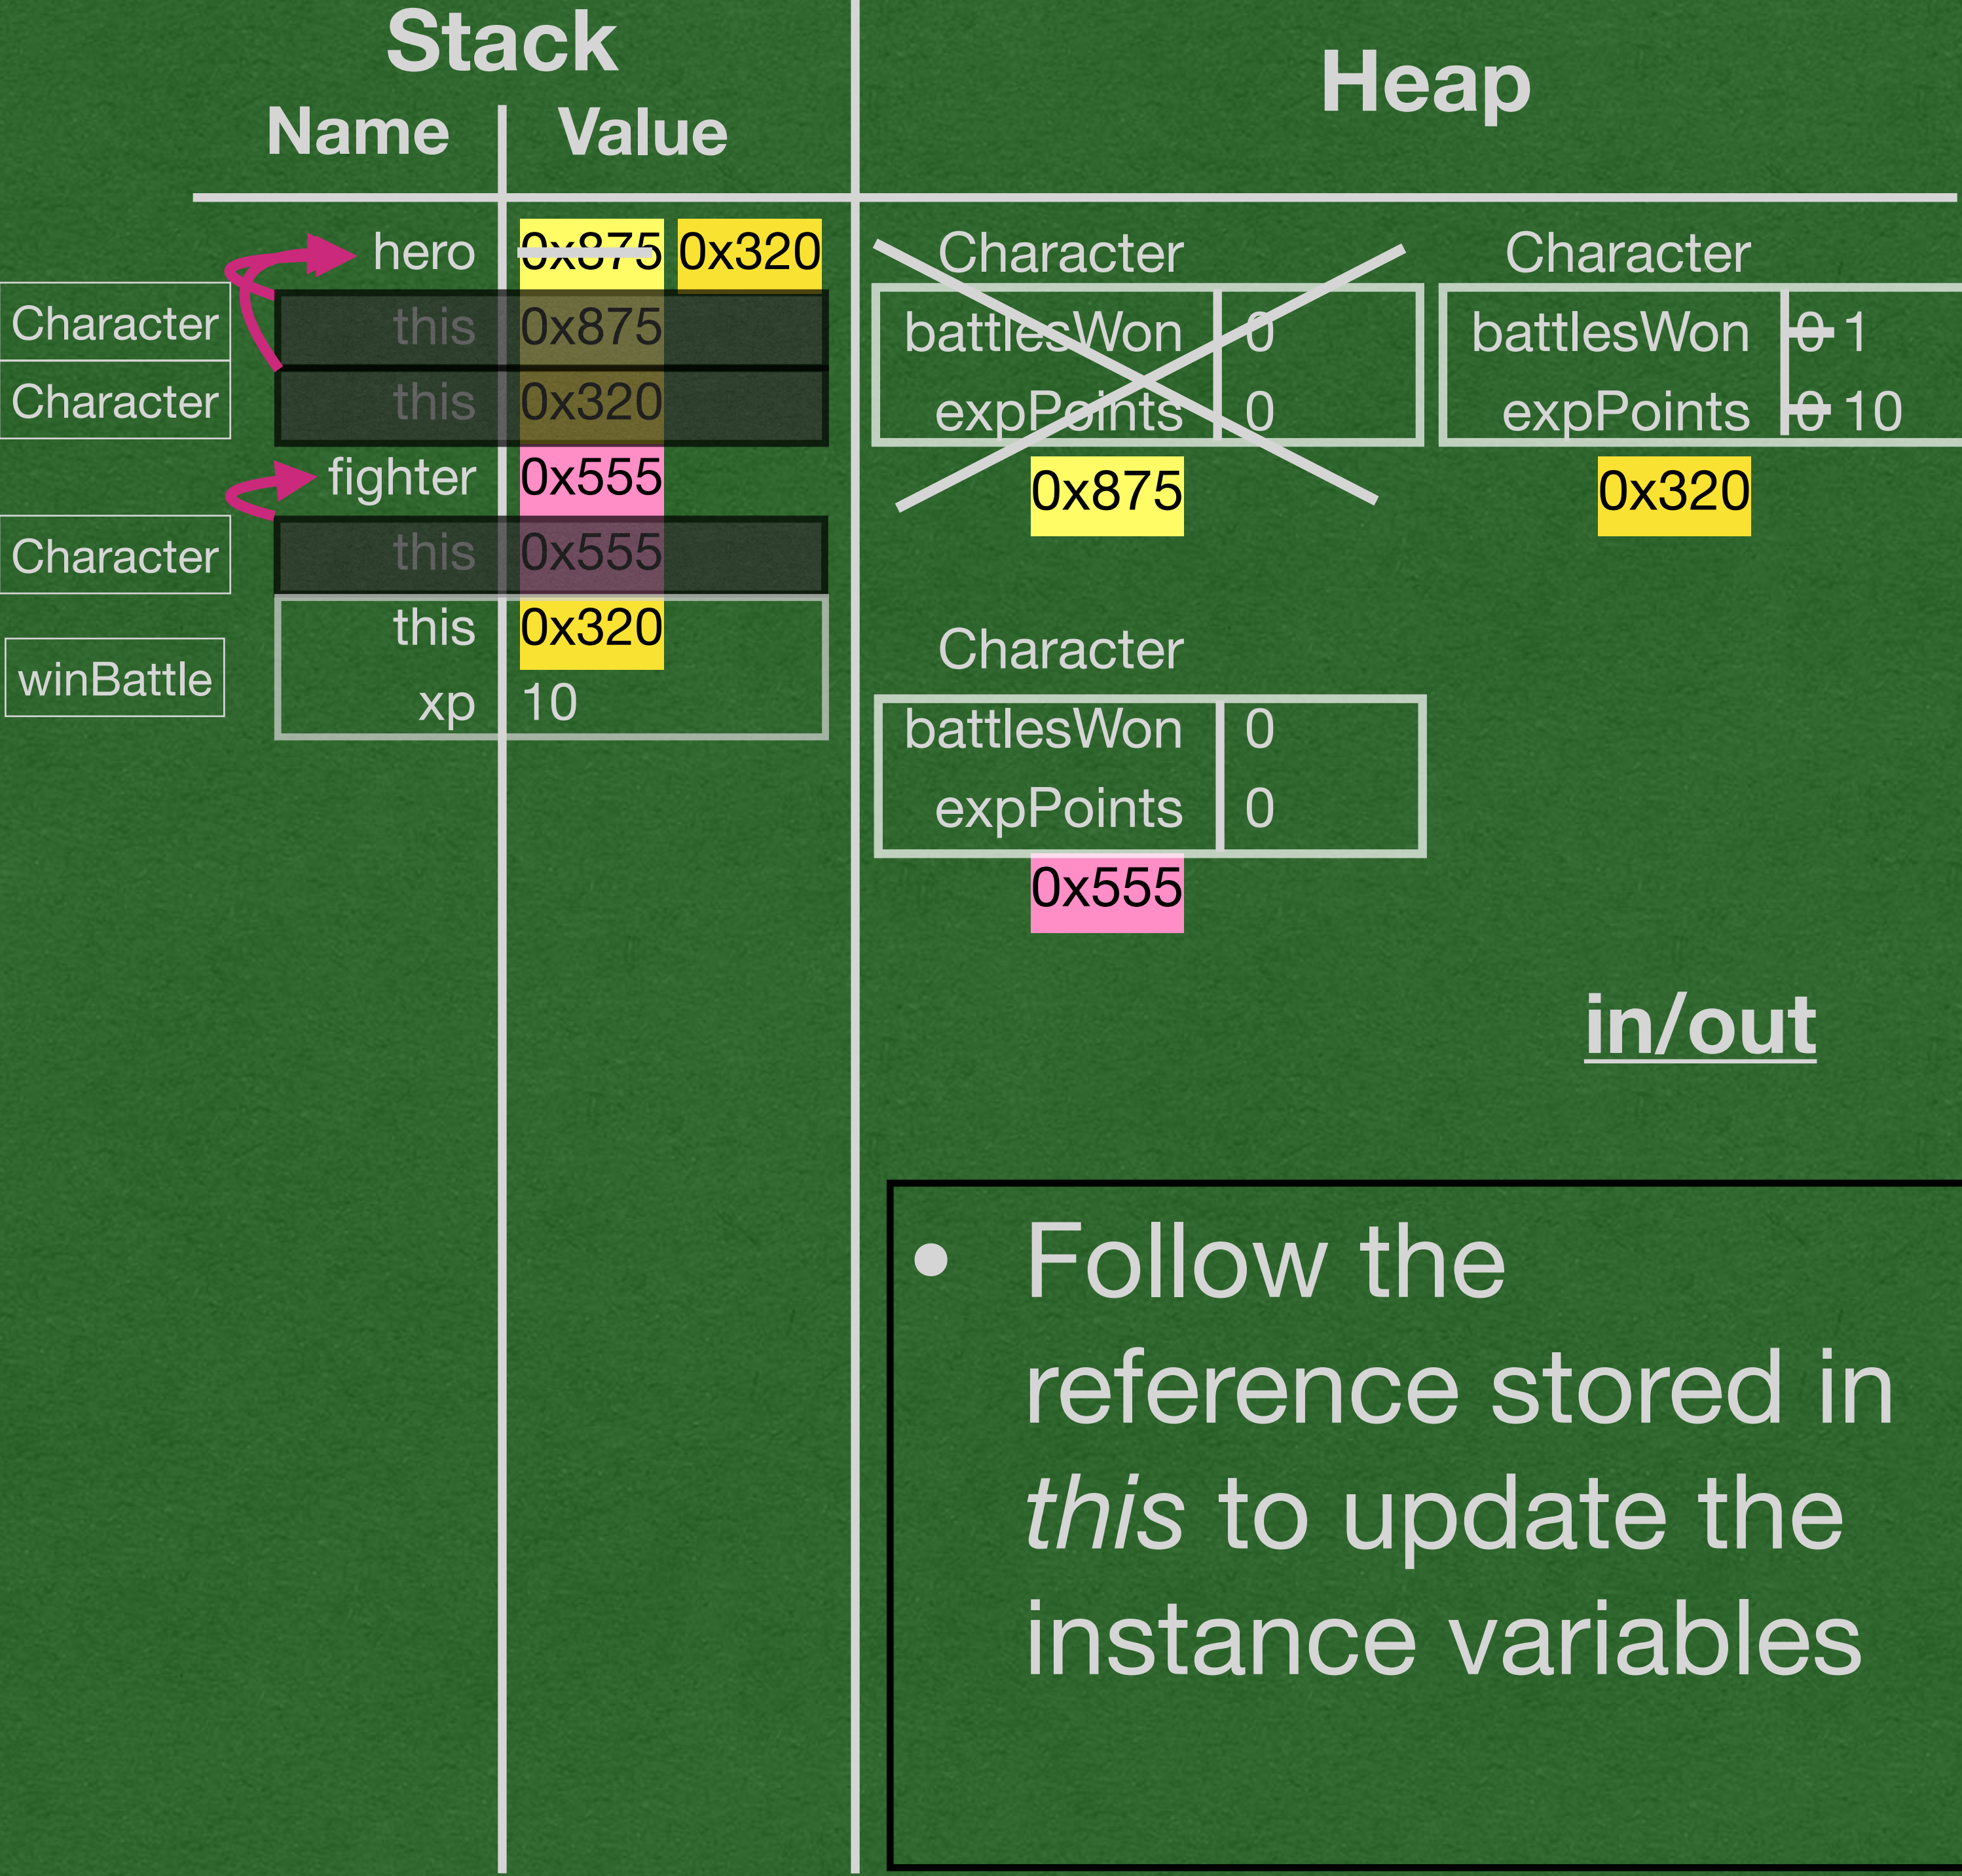 Stack
Heap
Name Value
hero 0x875 0x320
Character this 0x875
Character this 0x320
fighter 0x555
Character this 0x555
winBattle
this 0x320
xp 10
Character
battlesWon 0
expPoints 0
0x875
Character
battlesWon 0 1
expPoints 0 10
0x320
Character
battlesWon 0
expPoints 0
0x555
in/out
• Follow the
reference stored in
this to update the
instance variables